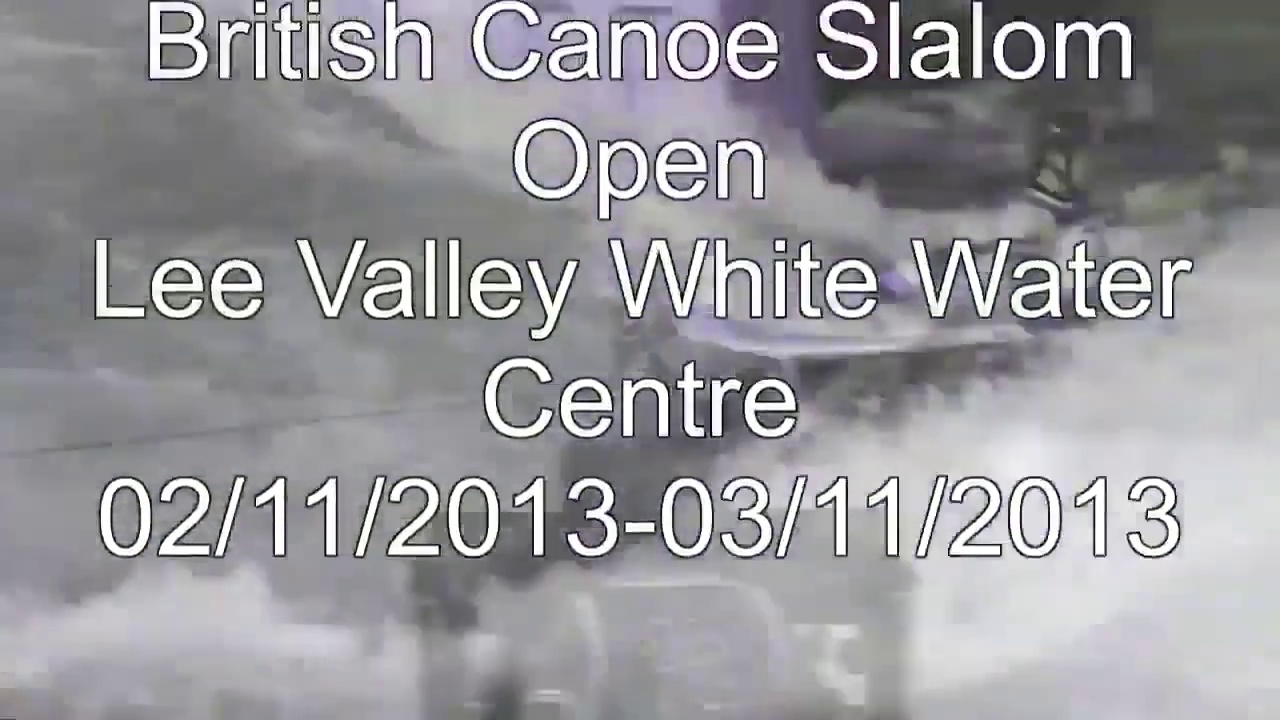 British Canoe Slalom
Open
Lee Valley White Water
Centre
02/11/2013-03/11/2013